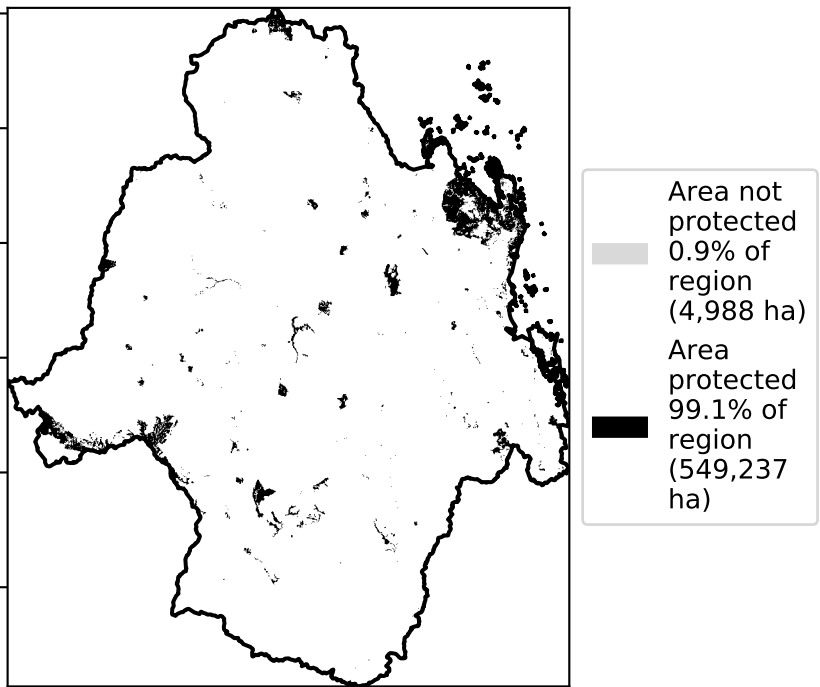 Area not
protected
0.9% of
region
(4,988 ha)
Area
protected
99.1% of
region
(549,237
ha)